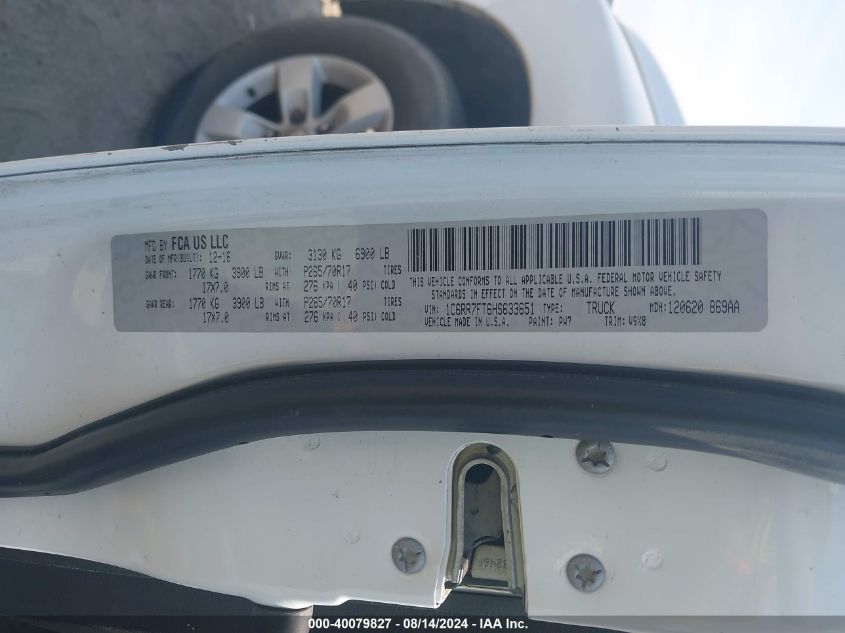 MFD BY FCA US LLC
DATE OF MFR(BUILT): 12-16 GVWR: 3130 KG 6900 LB
GAWR FRONT: 1770 KG 3900 LB WITH P265/70R17 TIRES
17X7.0 RIMS AT 276 KPA ( 40 PSI) COLD
GAWR REAR: 1770 KG 3900 LB WITH P265/70R17 TIRES
17X7.0 RIMS AT 276 KPA ( 40 PSI) COLD
THIS VEHICLE CONFORMS TO ALL APPLICABLE U.S.A. FEDERAL MOTOR VEHICLE SAFETY
STANDARDS IN EFFECT ON THE DATE OF MANUFACTURE SHOWN ABOVE.
VIN: 1C6RR7FT6HS633651 TYPE: TRUCK MDH: 120620 869AA
VEHICLE MADE IN U.S.A. PAINT: PW7 TRIM: V9X8
3246F
000-40079827 - 08/14/2024 - IAA Inc.